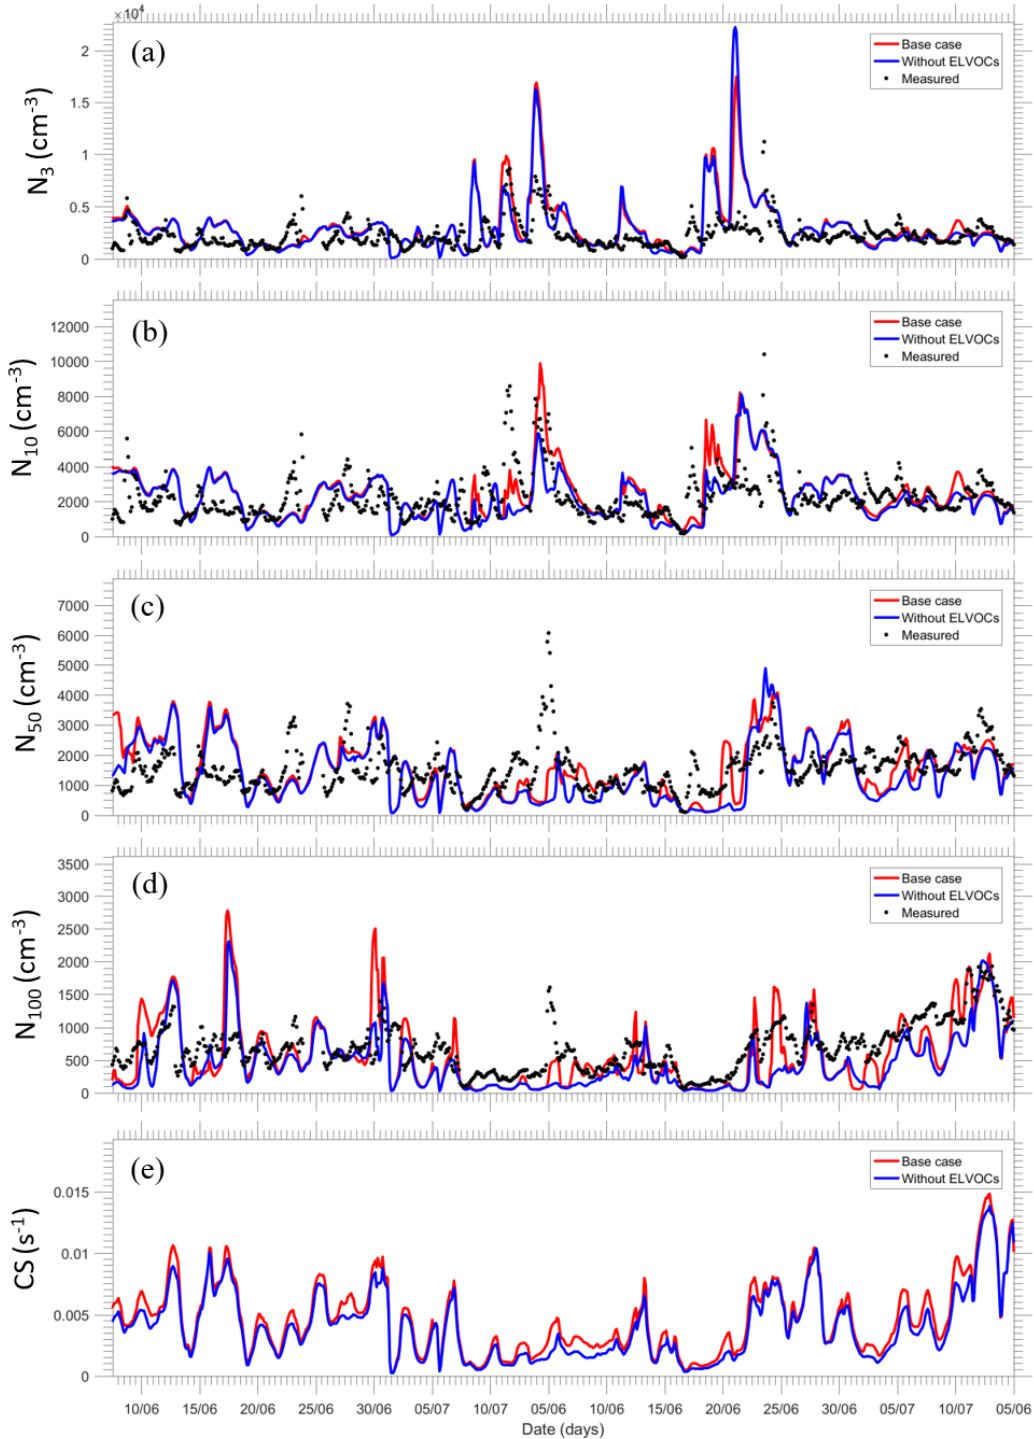 2 ×10⁴
(a)
Base case
Without ELVOCs
Measured
2
1.5
1
0.5
0
N₃ (cm⁻³)
(b)
Base case
Without ELVOCs
Measured
12000
10000
8000
6000
4000
2000
0
N₁₀ (cm⁻³)
(c)
Base case
Without ELVOCs
Measured
7000
6000
5000
4000
3000
2000
1000
0
N₅₀ (cm⁻³)
(d)
Base case
Without ELVOCs
Measured
3500
3000
2500
2000
1500
1000
500
0
N₁₀₀ (cm⁻³)
(e)
Base case
Without ELVOCs
0.015
0.01
0.005
0
CS (s⁻¹)
10/06 15/06 20/06 25/06 30/06 05/07 10/07 05/06 10/06 15/06 20/06 25/06 30/06 05/07 10/07 05/06
Date (days)